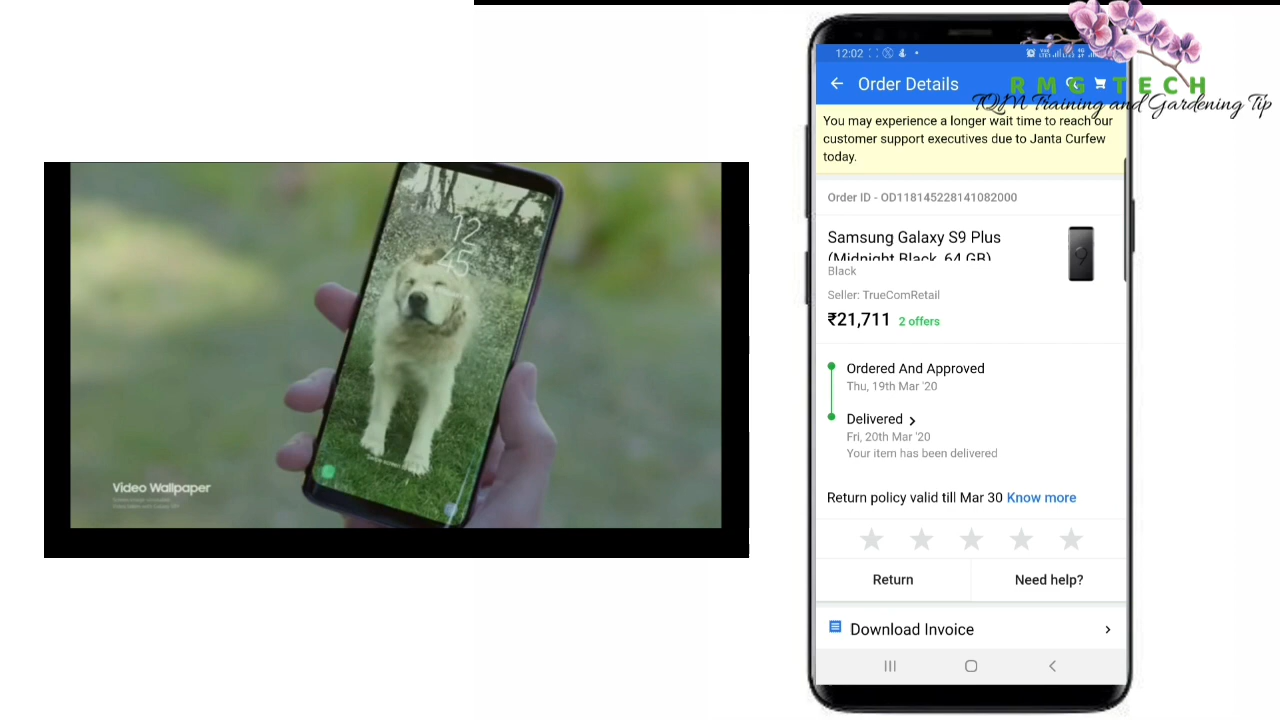 12
45
Video Wallpaper
12:02
Order Details
RMG TECH
TQM Training and Gardening Tip
You may experience a longer wait time to reach our
customer support executives due to Janta Curfew
today.
Order ID - OD118145228141082000
Samsung Galaxy S9 Plus
(Midnight Black, 64 GB)
Black
Seller: TrueComRetail
₹21,711 2 offers
Ordered And Approved
Thu, 19th Mar '20
Delivered
Fri, 20th Mar '20
Your item has been delivered
Return policy valid till Mar 30 Know more
Return
Need help?
Download Invoice